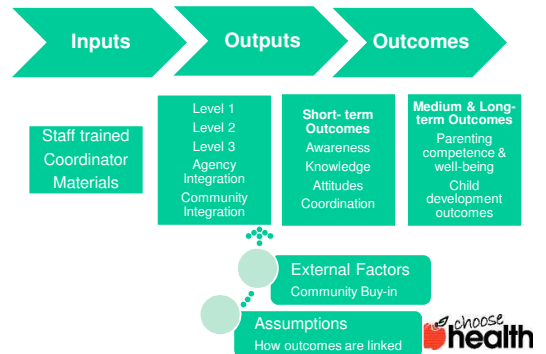 Inputs
Outputs
Outcomes
Staff trained
Coordinator
Materials
Level 1
Level 2
Level 3
Agency
Integration
Community
Integration
Short- term
Outcomes
Awareness
Knowledge
Attitudes
Coordination
Medium & Long-
term Outcomes
Parenting
competence &
well-being
Child
development
outcomes
External Factors
Community Buy-in
Assumptions
How outcomes are linked
choose
health